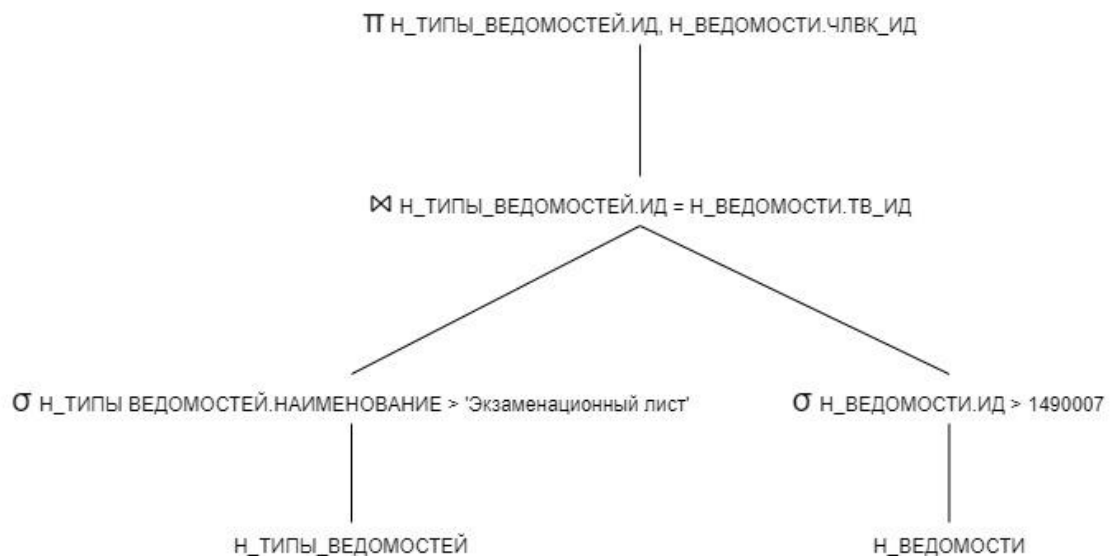 π Н_ТИПЫ_ВЕДОМОСТЕЙ.ИД, Н_ВЕДОМОСТИ.ЧЛВК_ИД
⋈ Н_ТИПЫ_ВЕДОМОСТЕЙ.ИД = Н_ВЕДОМОСТИ.ТВ_ИД
σ Н_ТИПЫ ВЕДОМОСТЕЙ.НАИМЕНОВАНИЕ > 'Экзаменационный лист'
σ Н_ВЕДОМОСТИ.ИД > 1490007
Н_ТИПЫ_ВЕДОМОСТЕЙ
Н_ВЕДОМОСТИ